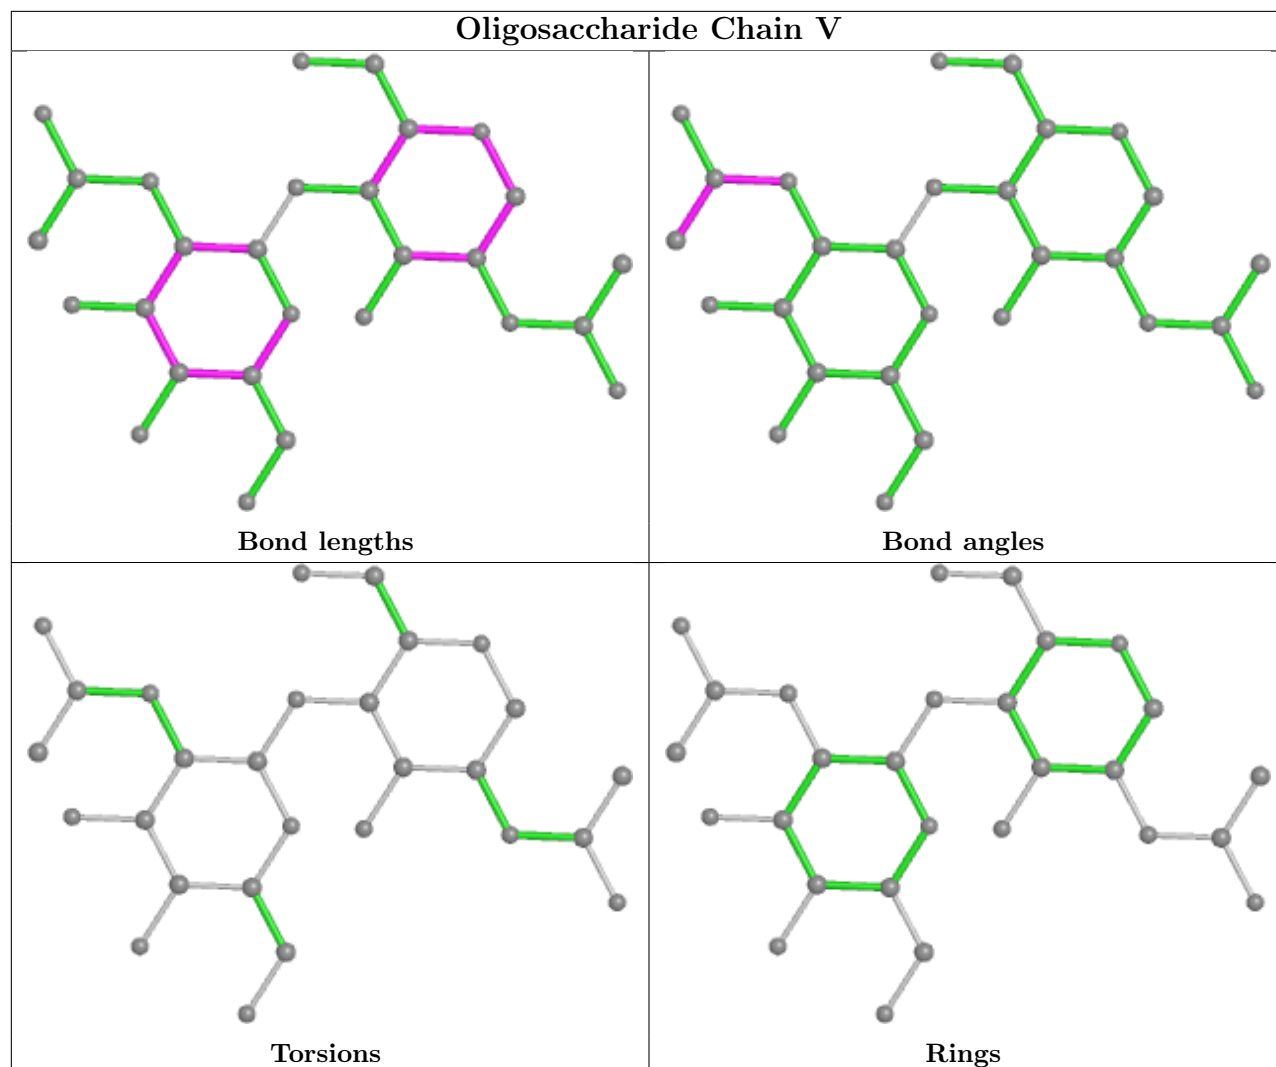 Oligosaccharide Chain V
Bond lengths
Bond angles
Torsions
Rings